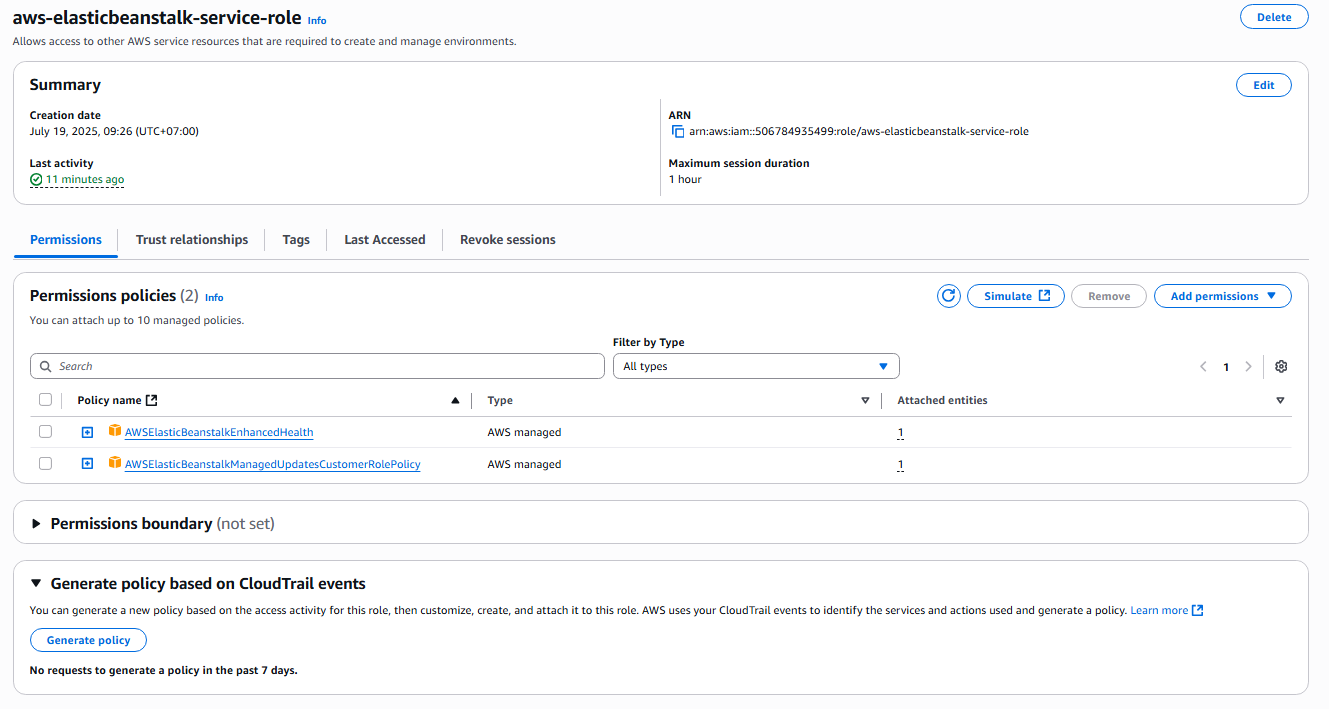 aws-elasticbeanstalk-service-role Info
Delete
Allows access to other AWS service resources that are required to create and manage environments.
Summary
Edit
Creation date
July 19, 2025, 09:26 (UTC+07:00)
ARN
arn:aws:iam::506784935499:role/aws-elasticbeanstalk-service-role
Last activity
11 minutes ago
Maximum session duration
1 hour
Permissions Trust relationships Tags Last Accessed Revoke sessions
Permissions policies (2) Info
Simulate Remove Add permissions
You can attach up to 10 managed policies.
Filter by Type
Search All types 1
Policy name Type Attached entities
AWSElasticBeanstalkEnhancedHealth AWS managed 1
AWSElasticBeanstalkManagedUpdatesCustomerRolePolicy AWS managed 1
Permissions boundary (not set)
Generate policy based on CloudTrail events
You can generate a new policy based on the access activity for this role, then customize, create, and attach it to this role. AWS uses your CloudTrail events to identify the services and actions used and generate a policy. Learn more
Generate policy
No requests to generate a policy in the past 7 days.